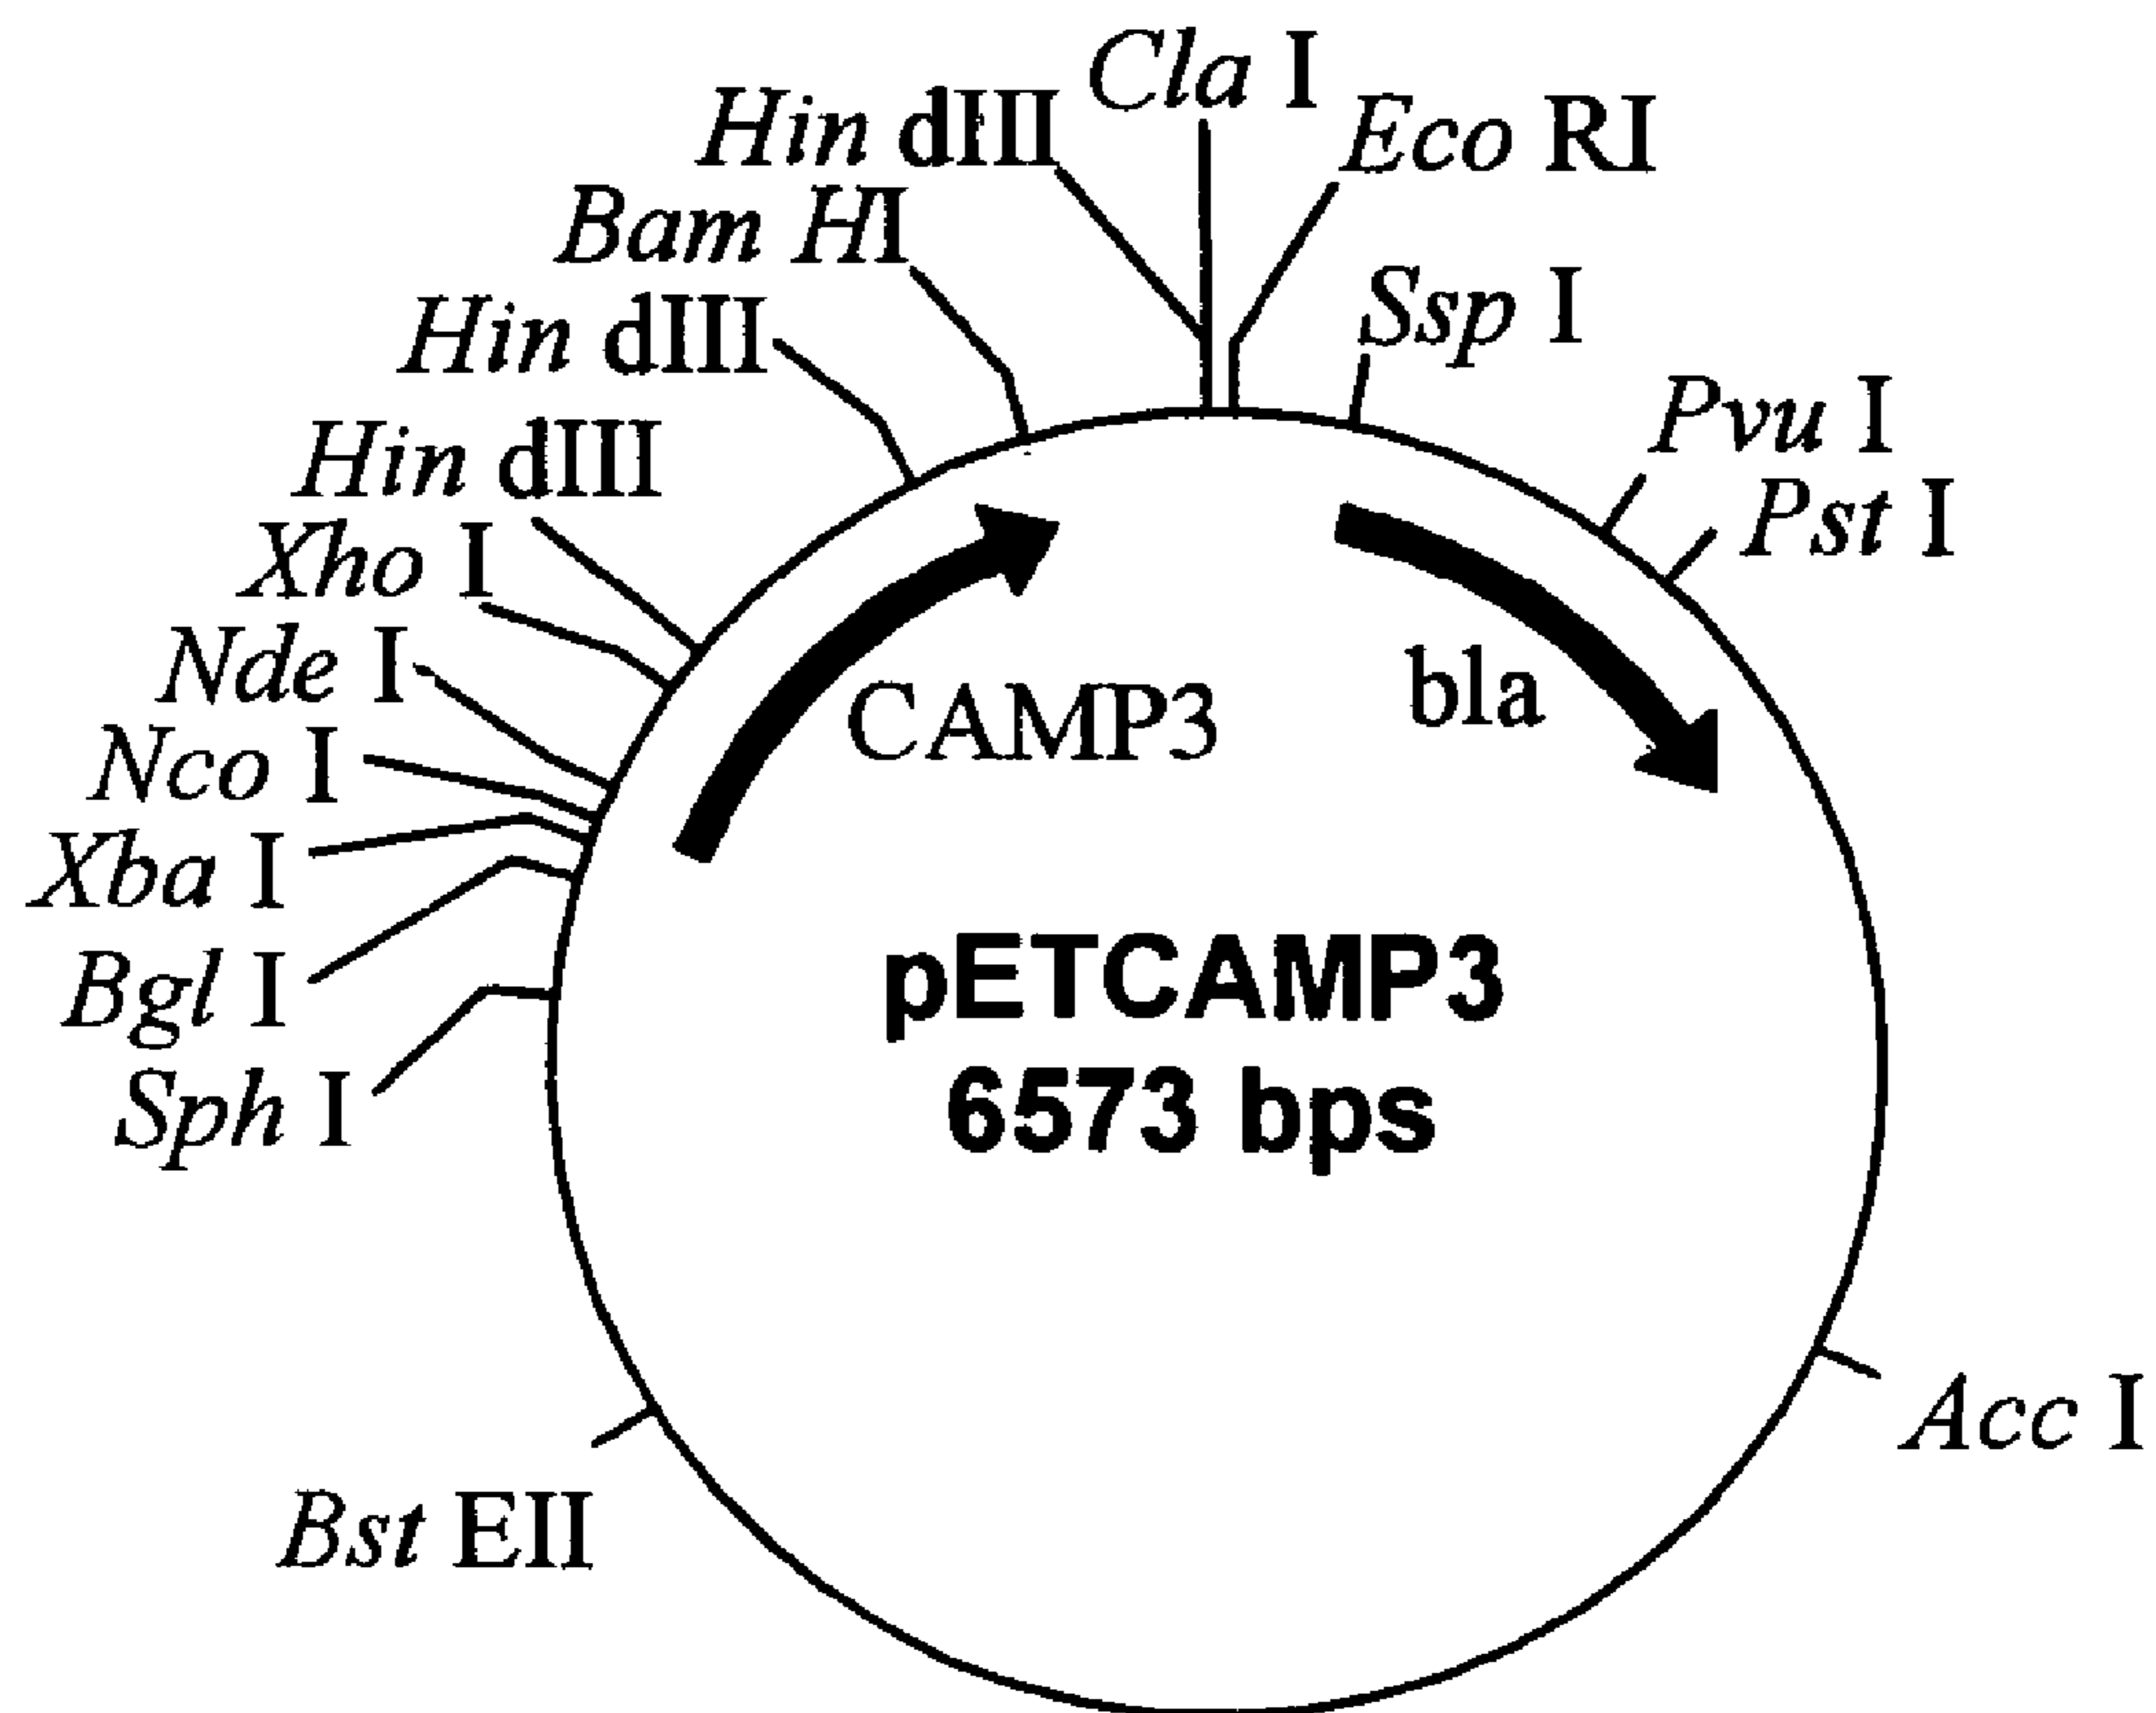 Cla I
Hin dIII
Eco RI
Bam HI
Ssp I
Hin dIII
Pvu I
Hin dIII
Pst I
Xho I
Nde I
CAMP3
bla
Nco I
Xba I
Bgl I
pETCAMP3
6573 bps
Sph I
Acc I
Bst EII